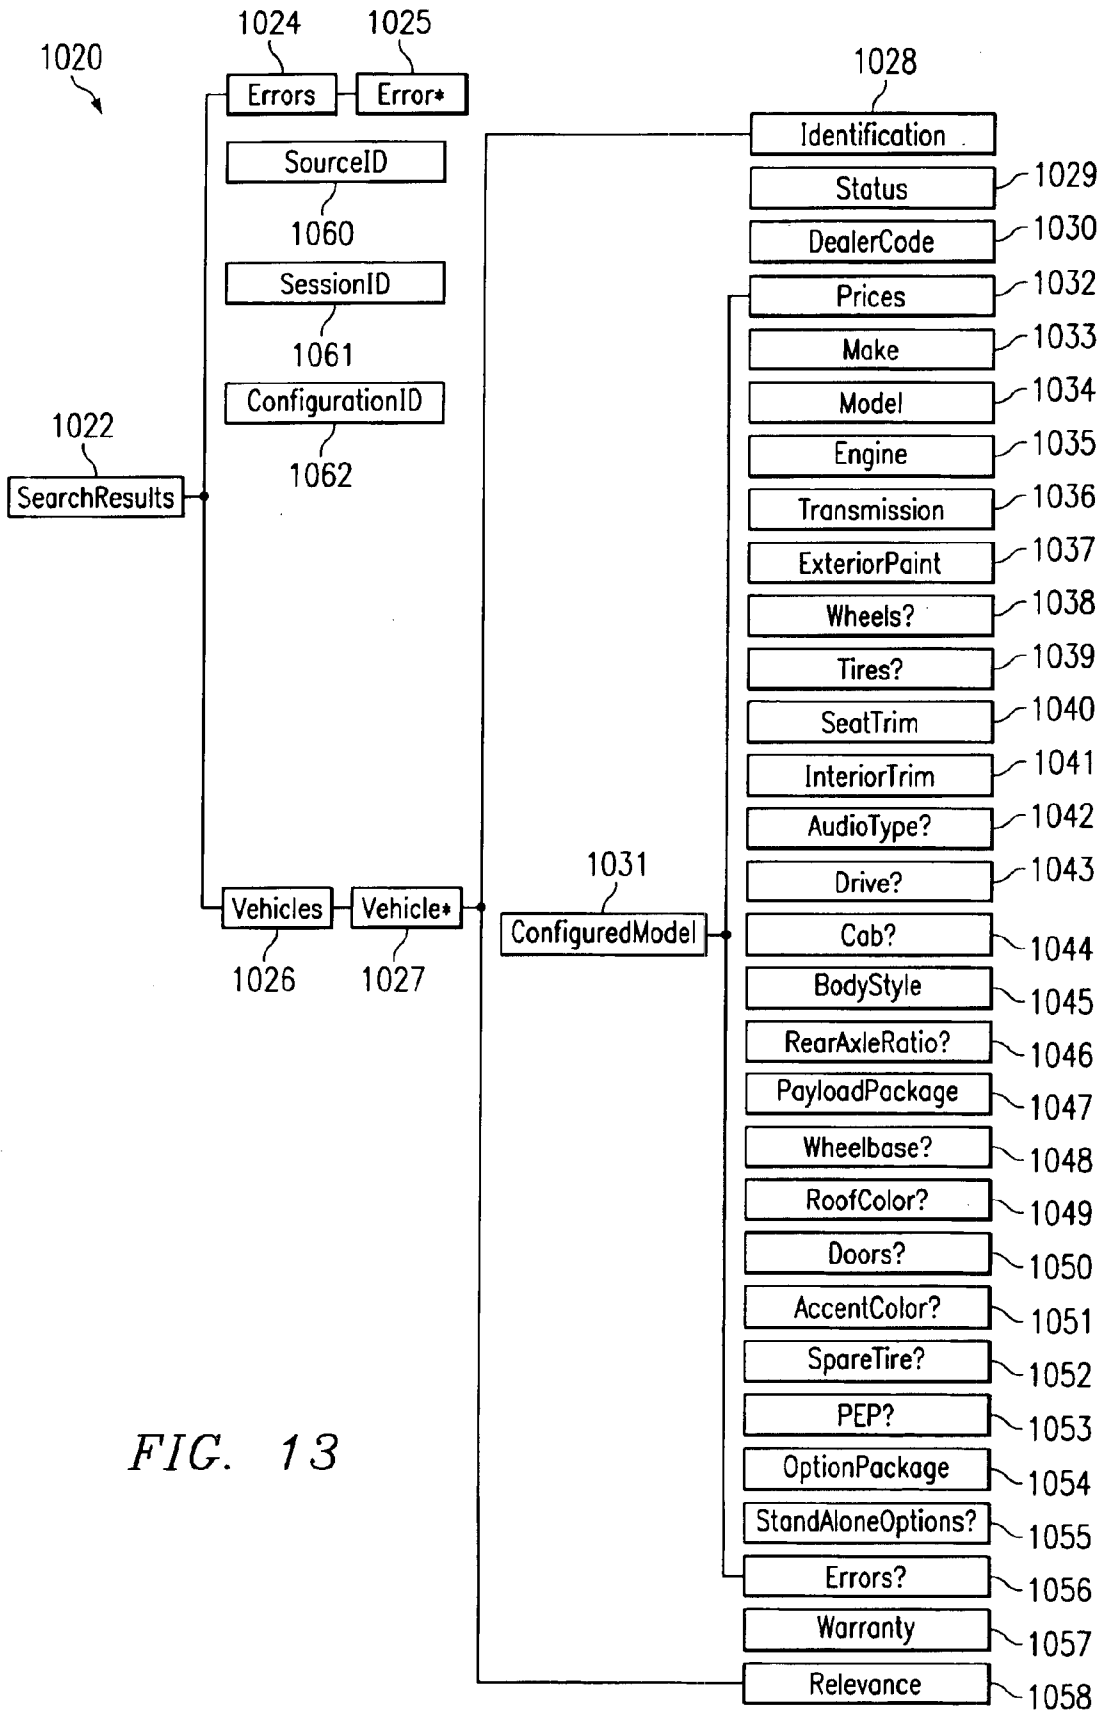 1024
1025
1020
Errors
Error*
1028
Identification
SourceID
1029
Status
1060
1030
DealerCode
SessionID
1032
Prices
1061
1033
Make
ConfigurationID
1034
Model
1022
1062
1035
Engine
SearchResults
1036
Transmission
1037
ExteriorPaint
1038
Wheels?
1039
Tires?
1040
SeatTrim
1041
InteriorTrim
1042
AudioType?
1031
1043
Drive?
Vehicles
Vehicle*
ConfiguredModel
Cab?
1044
1026
1027
BodyStyle
1045
RearAxleRatio?
1046
PayloadPackage
1047
Wheelbase?
1048
RoofColor?
1049
Doors?
1050
AccentColor?
1051
SpareTire?
1052
PEP?
1053
FIG. 13
OptionPackage
1054
StandAloneOptions?
1055
Errors?
1056
Warranty
1057
Relevance
1058